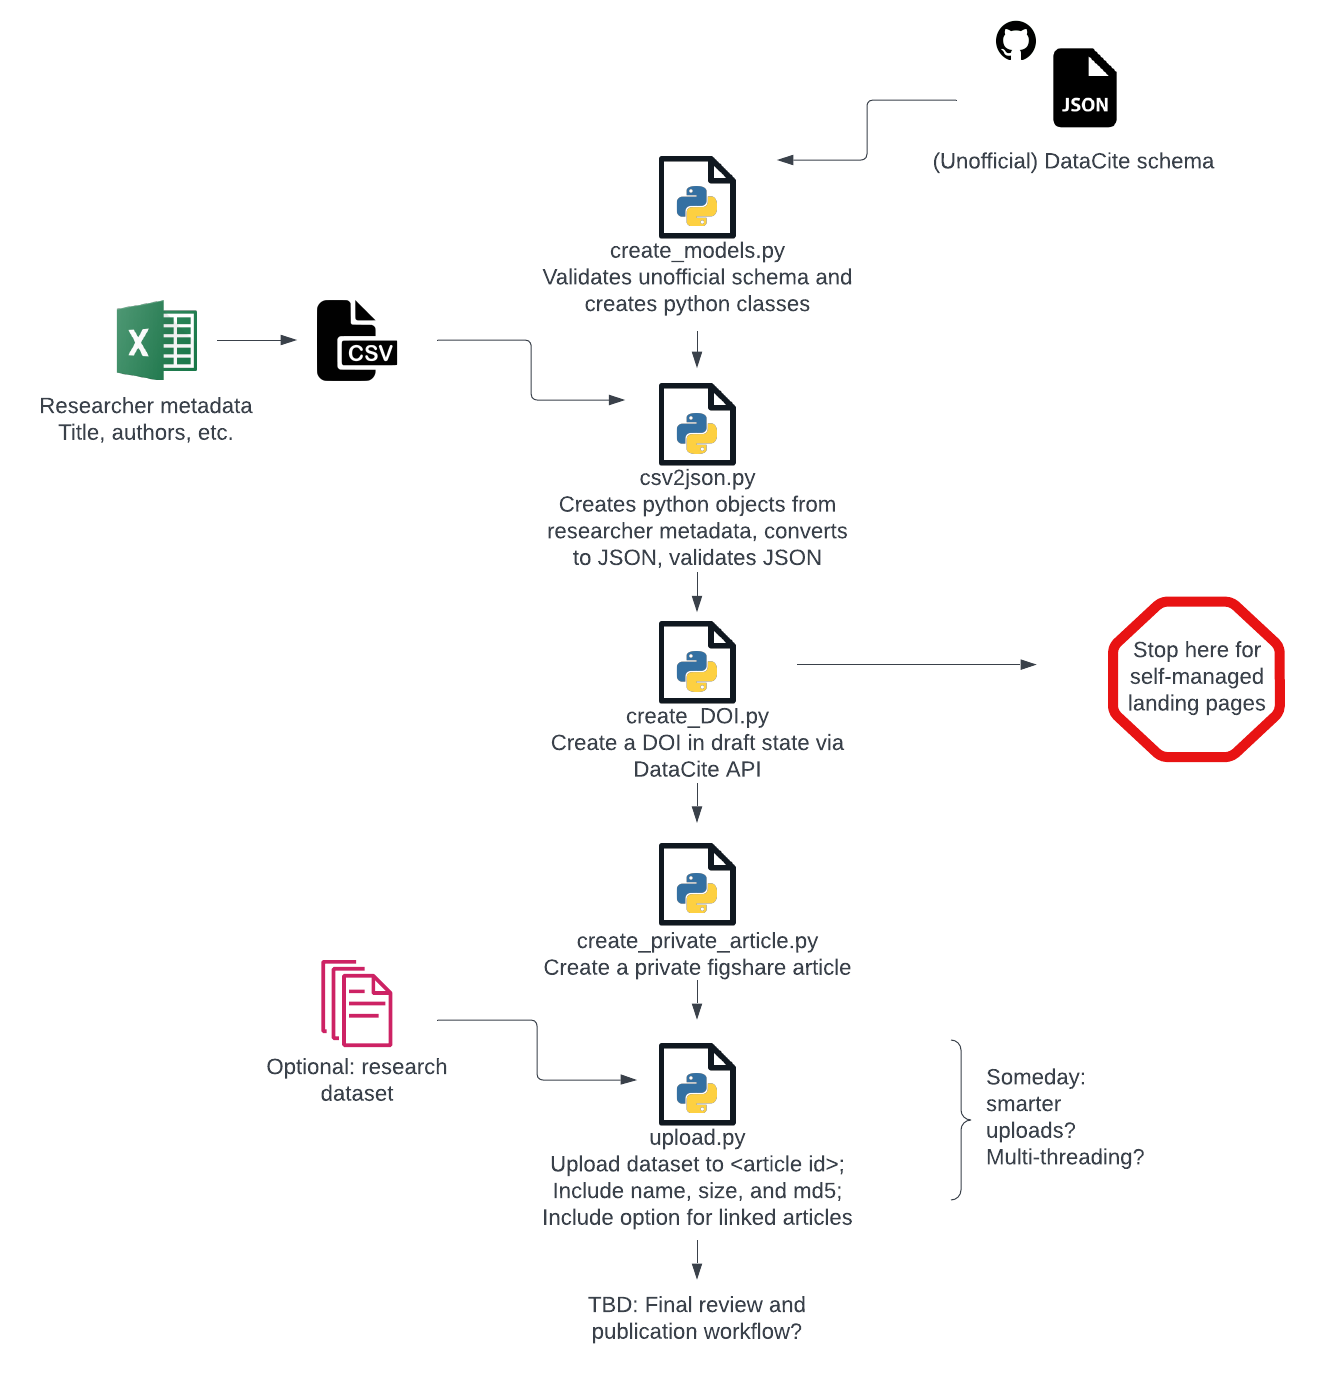 JSON
(Unofficial) DataCite schema
create_models.py
Validates unofficial schema and
creates python classes
X
CSV
Researcher metadata
Title, authors, etc.
csv2json.py
Creates python objects from
researcher metadata, converts
to JSON, validates JSON
Stop here for
self-managed
landing pages
create_DOI.py
Create a DOI in draft state via
DataCite API
create_private_article.py
Create a private figshare article
Optional: research
dataset
upload.py
Upload dataset to <article id>;
Include name, size, and md5;
Include option for linked articles
Someday:
smarter
uploads?
Multi-threading?
TBD: Final review and
publication workflow?